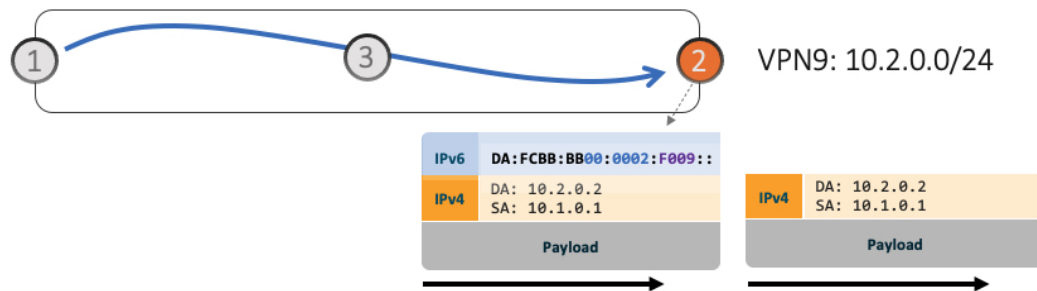 1
3
2
VPN9: 10.2.0.0/24
IPv6 DA:FCBB:BB00:0002:F009::
IPv4 DA: 10.2.0.2
SA: 10.1.0.1
Payload
IPv4 DA: 10.2.0.2
SA: 10.1.0.1
Payload